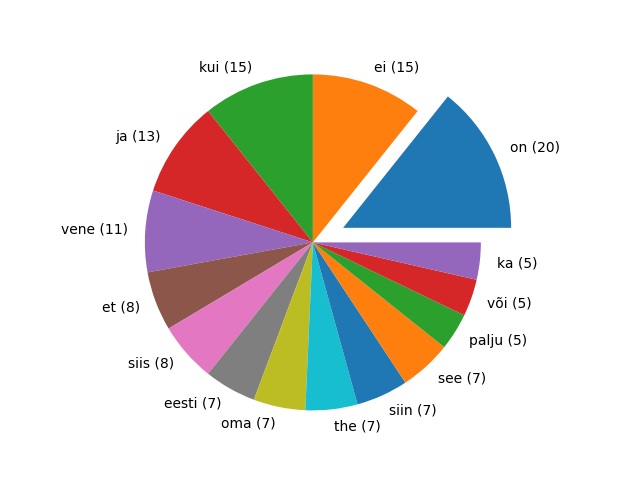 on (20)
ei (15)
kui (15)
ja (13)
vene (11)
et (8)
siis (8)
eesti (7)
oma (7)
the (7)
siin (7)
see (7)
palju (5)
või (5)
ka (5)